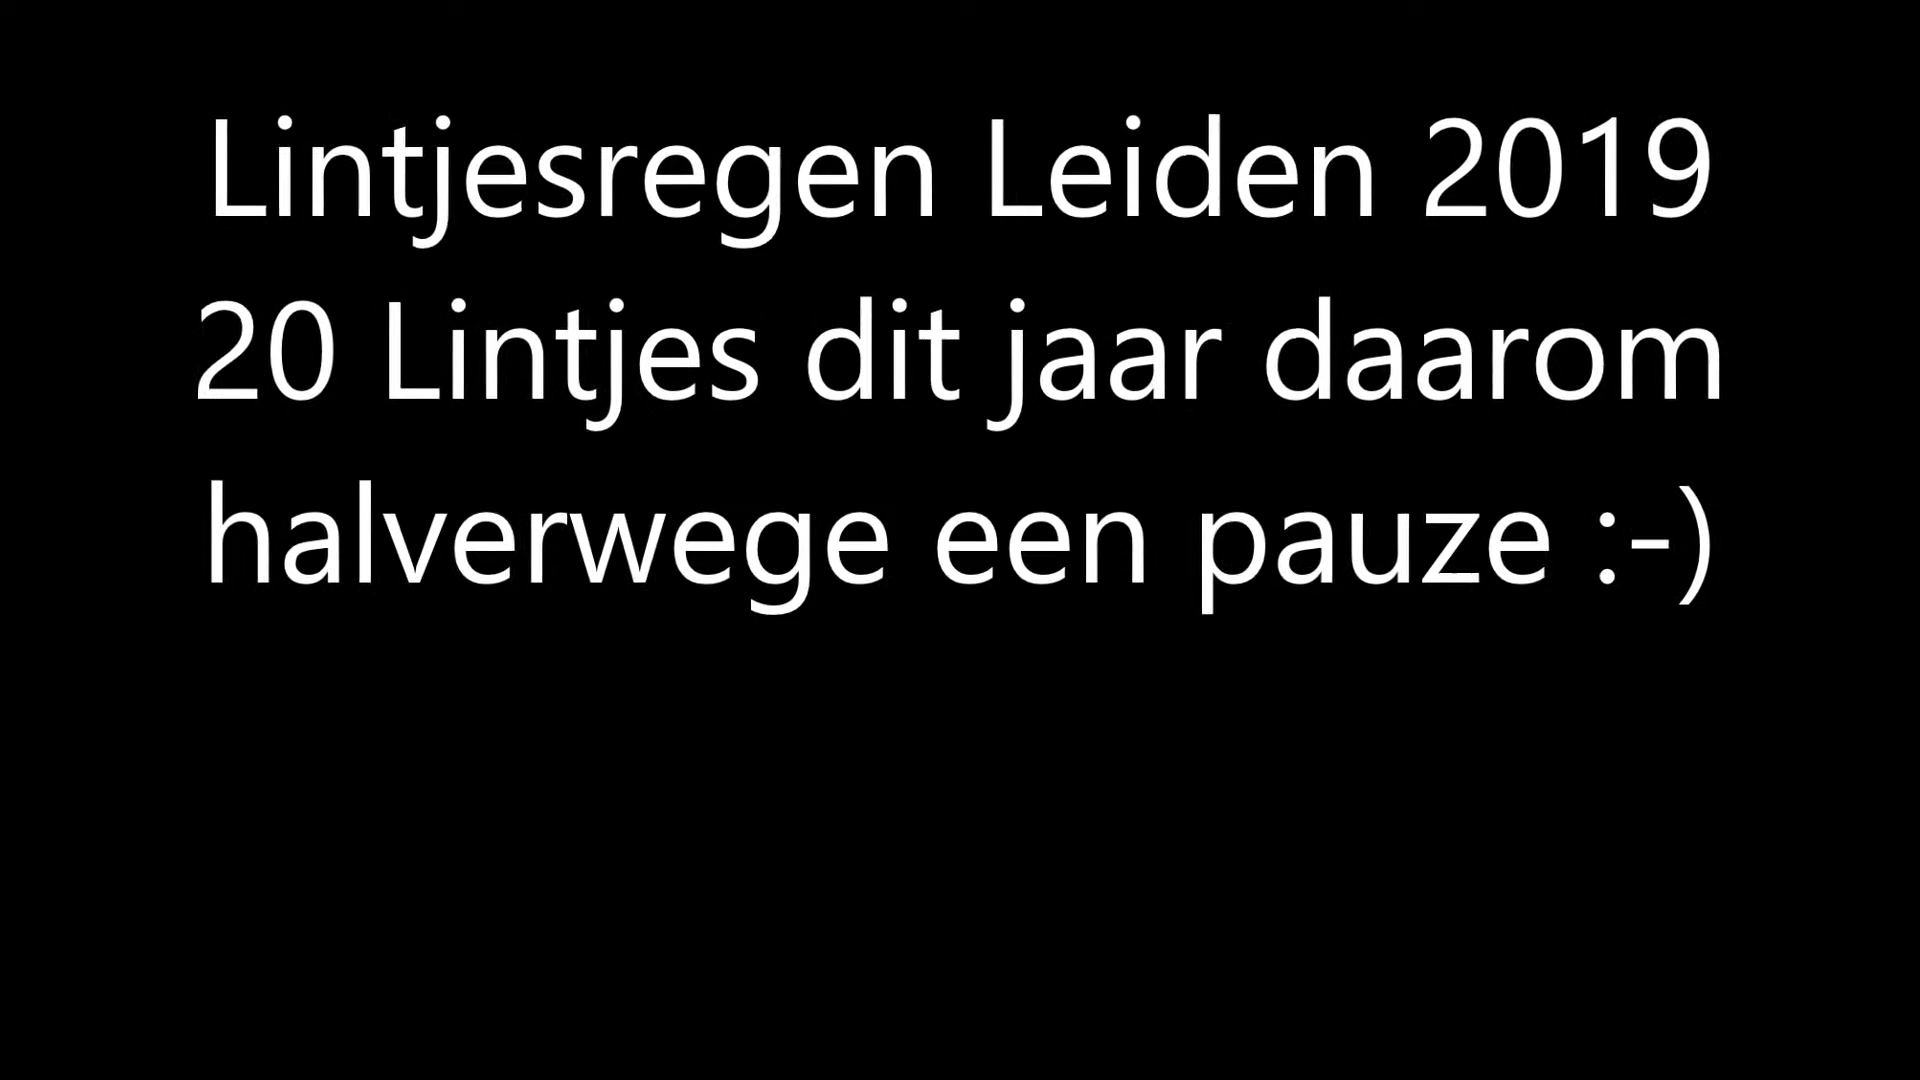 Lintjesregen Leiden 2019
20 Lintjes dit jaar daarom
halverwege een pauze :-)